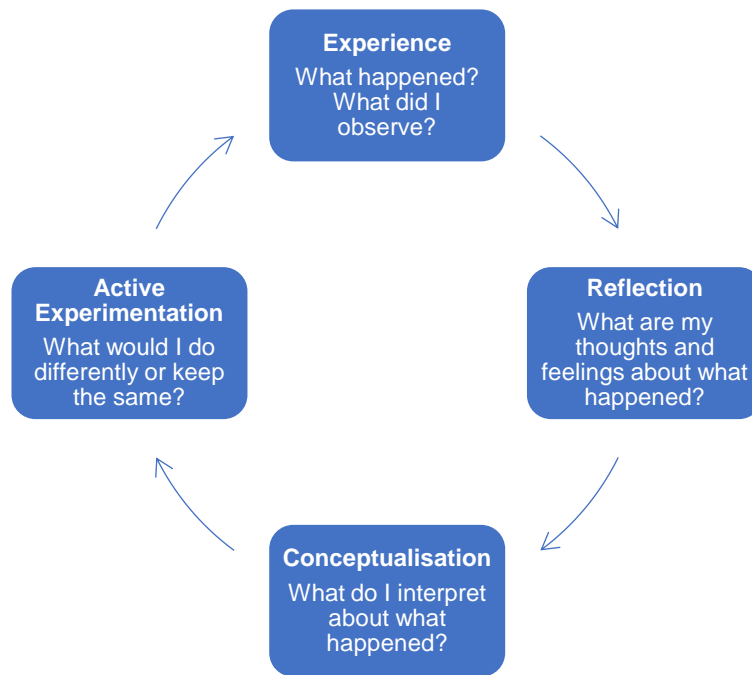 Experience
What happened?
What did I
observe?
Reflection
What are my
thoughts and
feelings about what
happened?
Conceptualisation
What do I interpret
about what
happened?
Active
Experimentation
What would I do
differently or keep
the same?